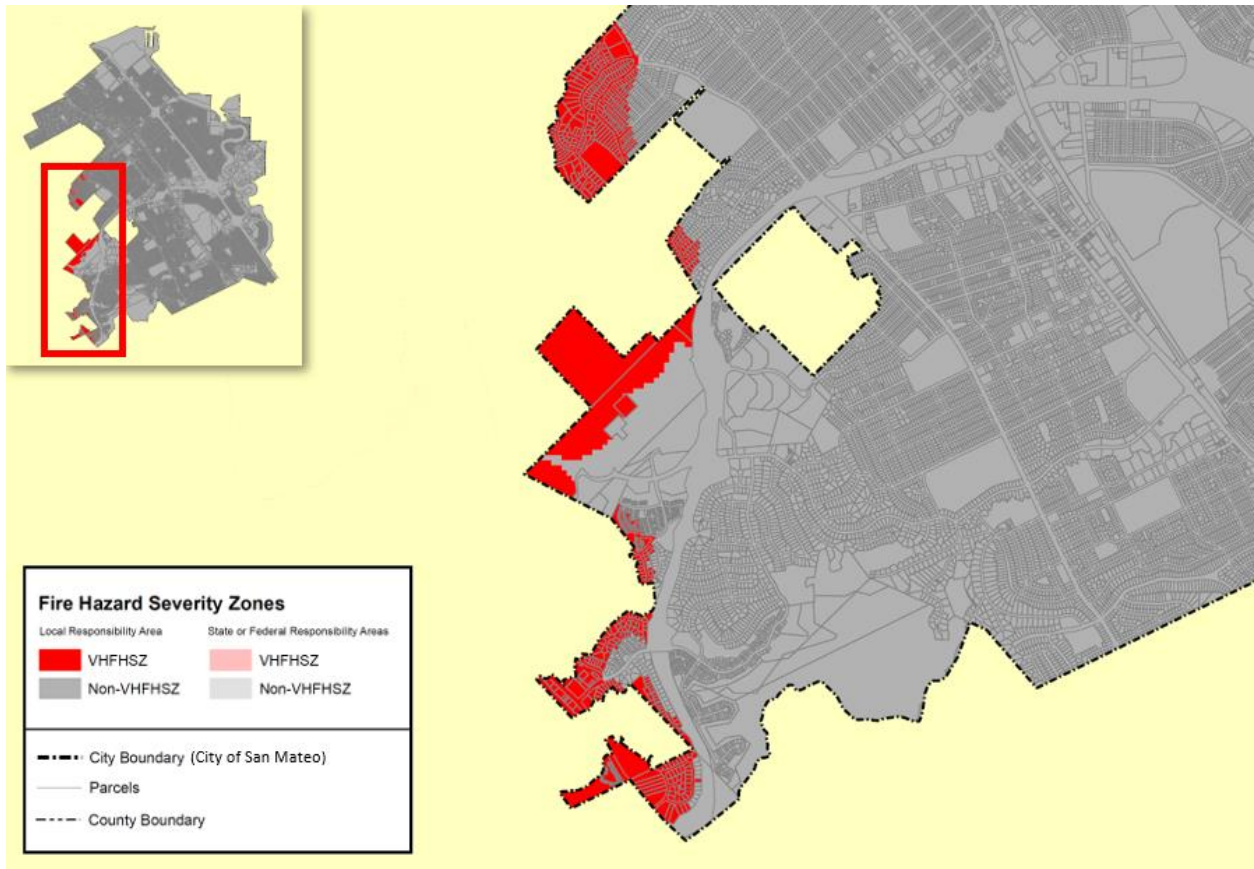 Fire Hazard Severity Zones
Local Responsibility Area State or Federal Responsibility Areas
VHFHSZ VHFHSZ
Non-VHFHSZ Non-VHFHSZ
City Boundary (City of San Mateo)
Parcels
County Boundary